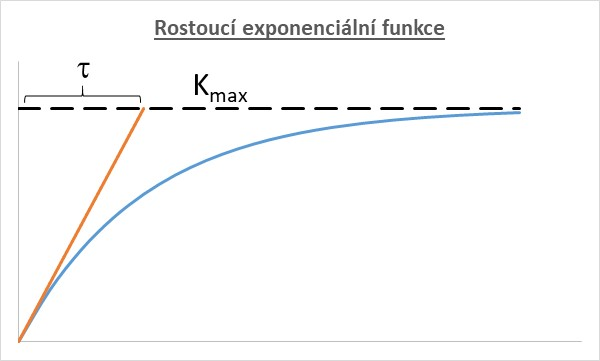 Rostoucí exponenciální funkce
τ
Kmax